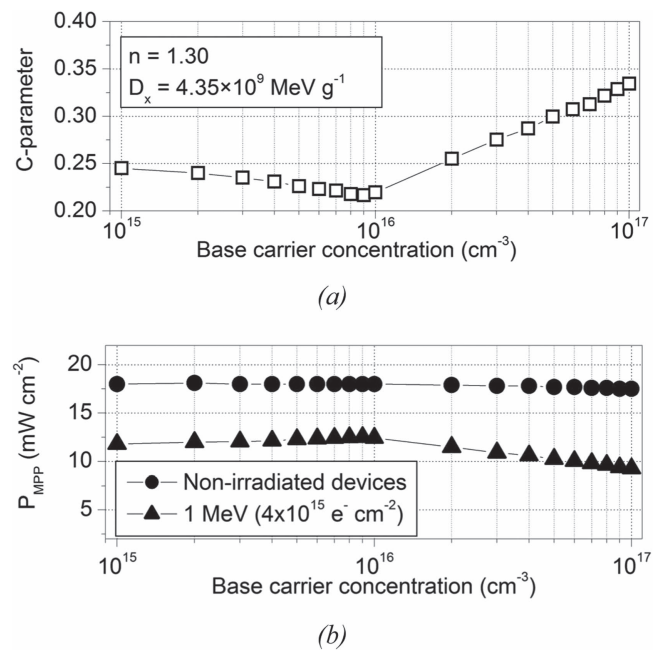 0.40
0.35
0.30
0.25
0.20
C-parameter
n = 1.30
Dₓ = 4.35×10⁹ MeV g⁻¹
10¹⁵
10¹⁶
10¹⁷
Base carrier concentration (cm⁻³)
(a)
20
15
10
5
P_MPP (mW cm⁻²)
Non-irradiated devices
1 MeV (4x10¹⁵ e⁻ cm⁻²)
10¹⁵
10¹⁶
10¹⁷
Base carrier concentration (cm⁻³)
(b)